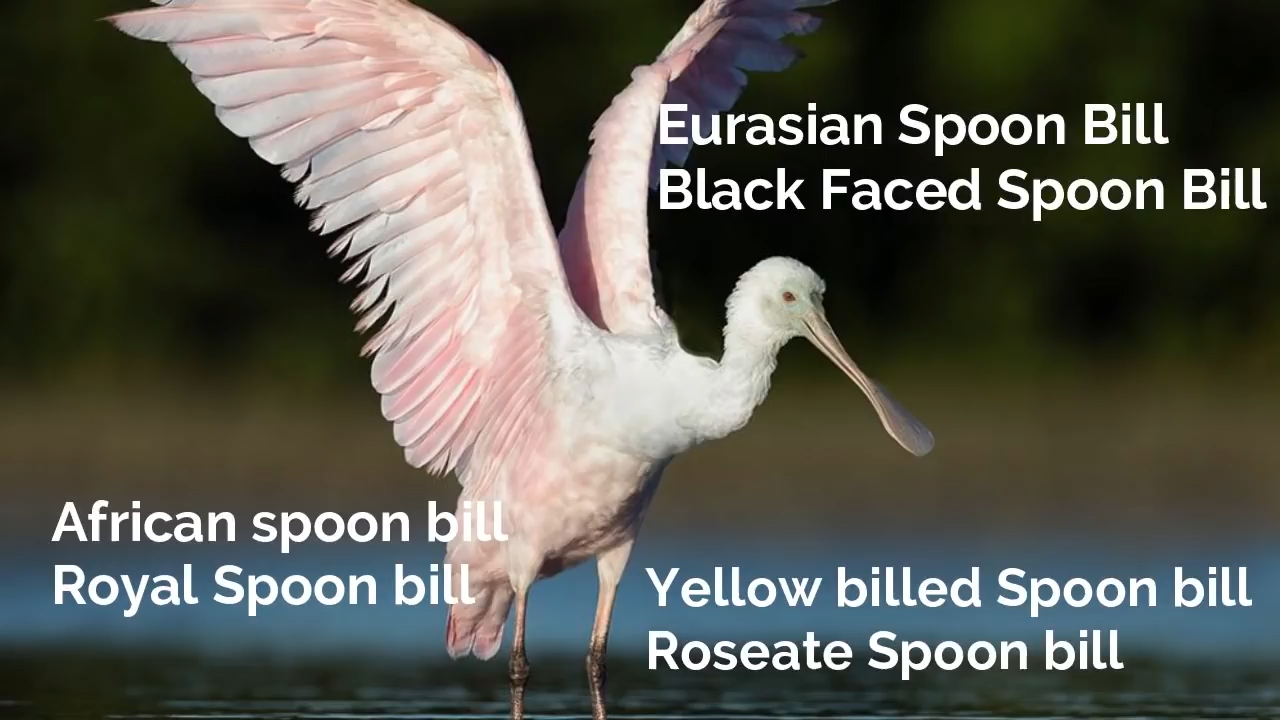 Eurasian Spoon Bill
Black Faced Spoon Bill
African spoon bill
Royal Spoon bill
Yellow billed Spoon bill
Roseate Spoon bill